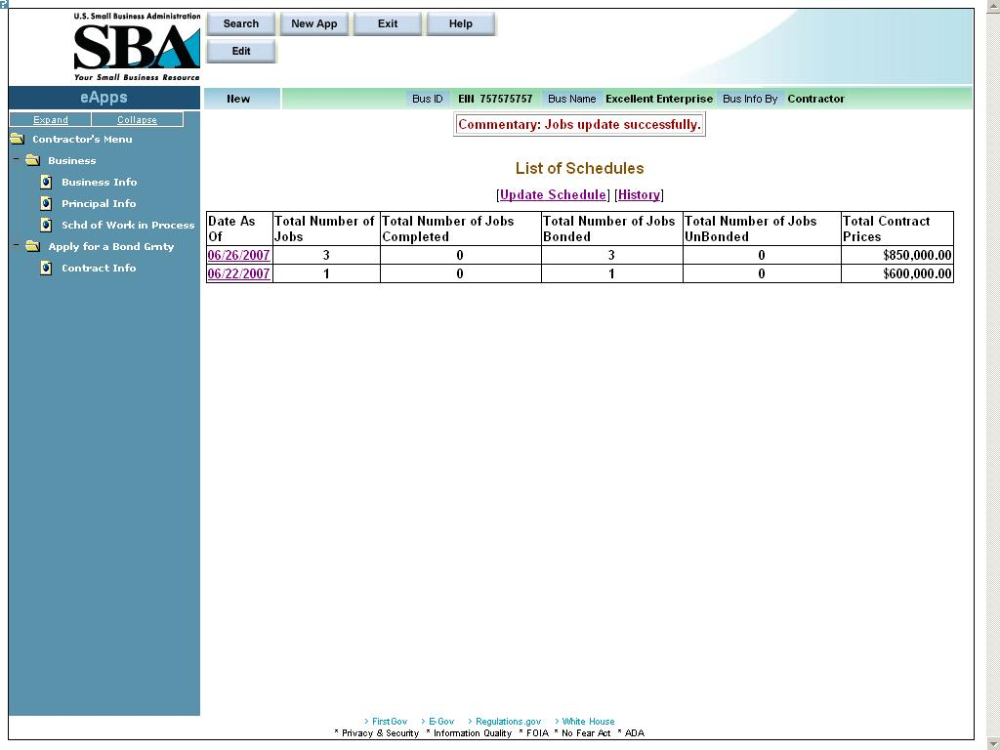 U.S. Small Business Administration
SBA
Your Small Business Resource
Search New App Exit Help
Edit
eApps
New Bus ID EIN 757575757 Bus Name Excellent Enterprise Bus Info By Contractor
Expand Collapse
Commentary: Jobs update successfully.
Contractor's Menu
Business
Business Info
Principal Info
Schd of Work in Process
Apply for a Bond Grnty
Contract Info
List of Schedules
[Update Schedule] [History]
Date As Of Total Number of Jobs Total Number of Jobs Completed Total Number of Jobs Bonded Total Number of Jobs UnBonded Total Contract Prices
06/26/2007 3 0 3 0 $850,000.00
06/22/2007 1 0 1 0 $600,000.00
> FirstGov > E-Gov > Regulations.gov > White House
* Privacy & Security * Information Quality * FOIA * No Fear Act * ADA